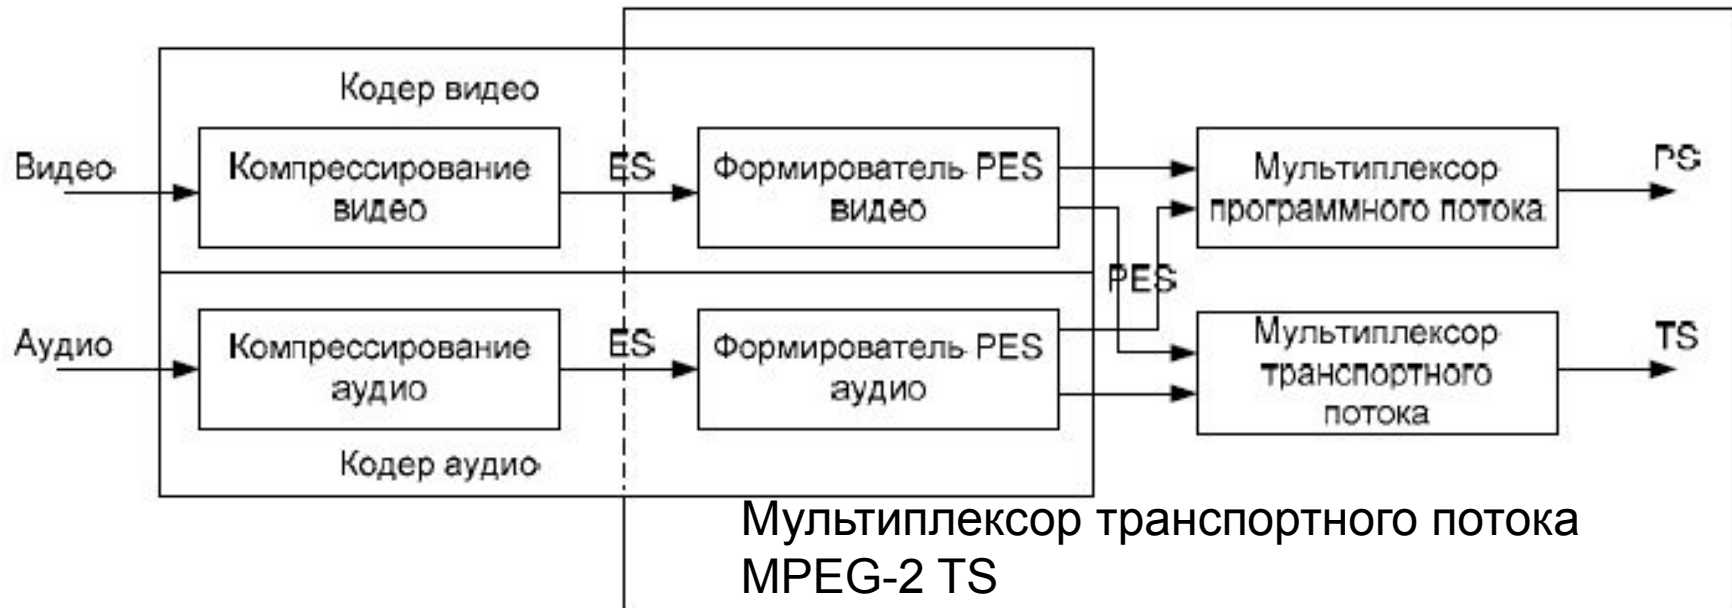 Кодер видео
Видео
Компрессирование
видео
ES
Формирователь PES
видео
Мультиплексор
программного потока
PS
PES
Аудио
Компрессирование
аудио
ES
Формирователь PES
аудио
Мультиплексор
транспортного
потока
TS
Кодер аудио
Мультиплексор транспортного потока
MPEG-2 TS